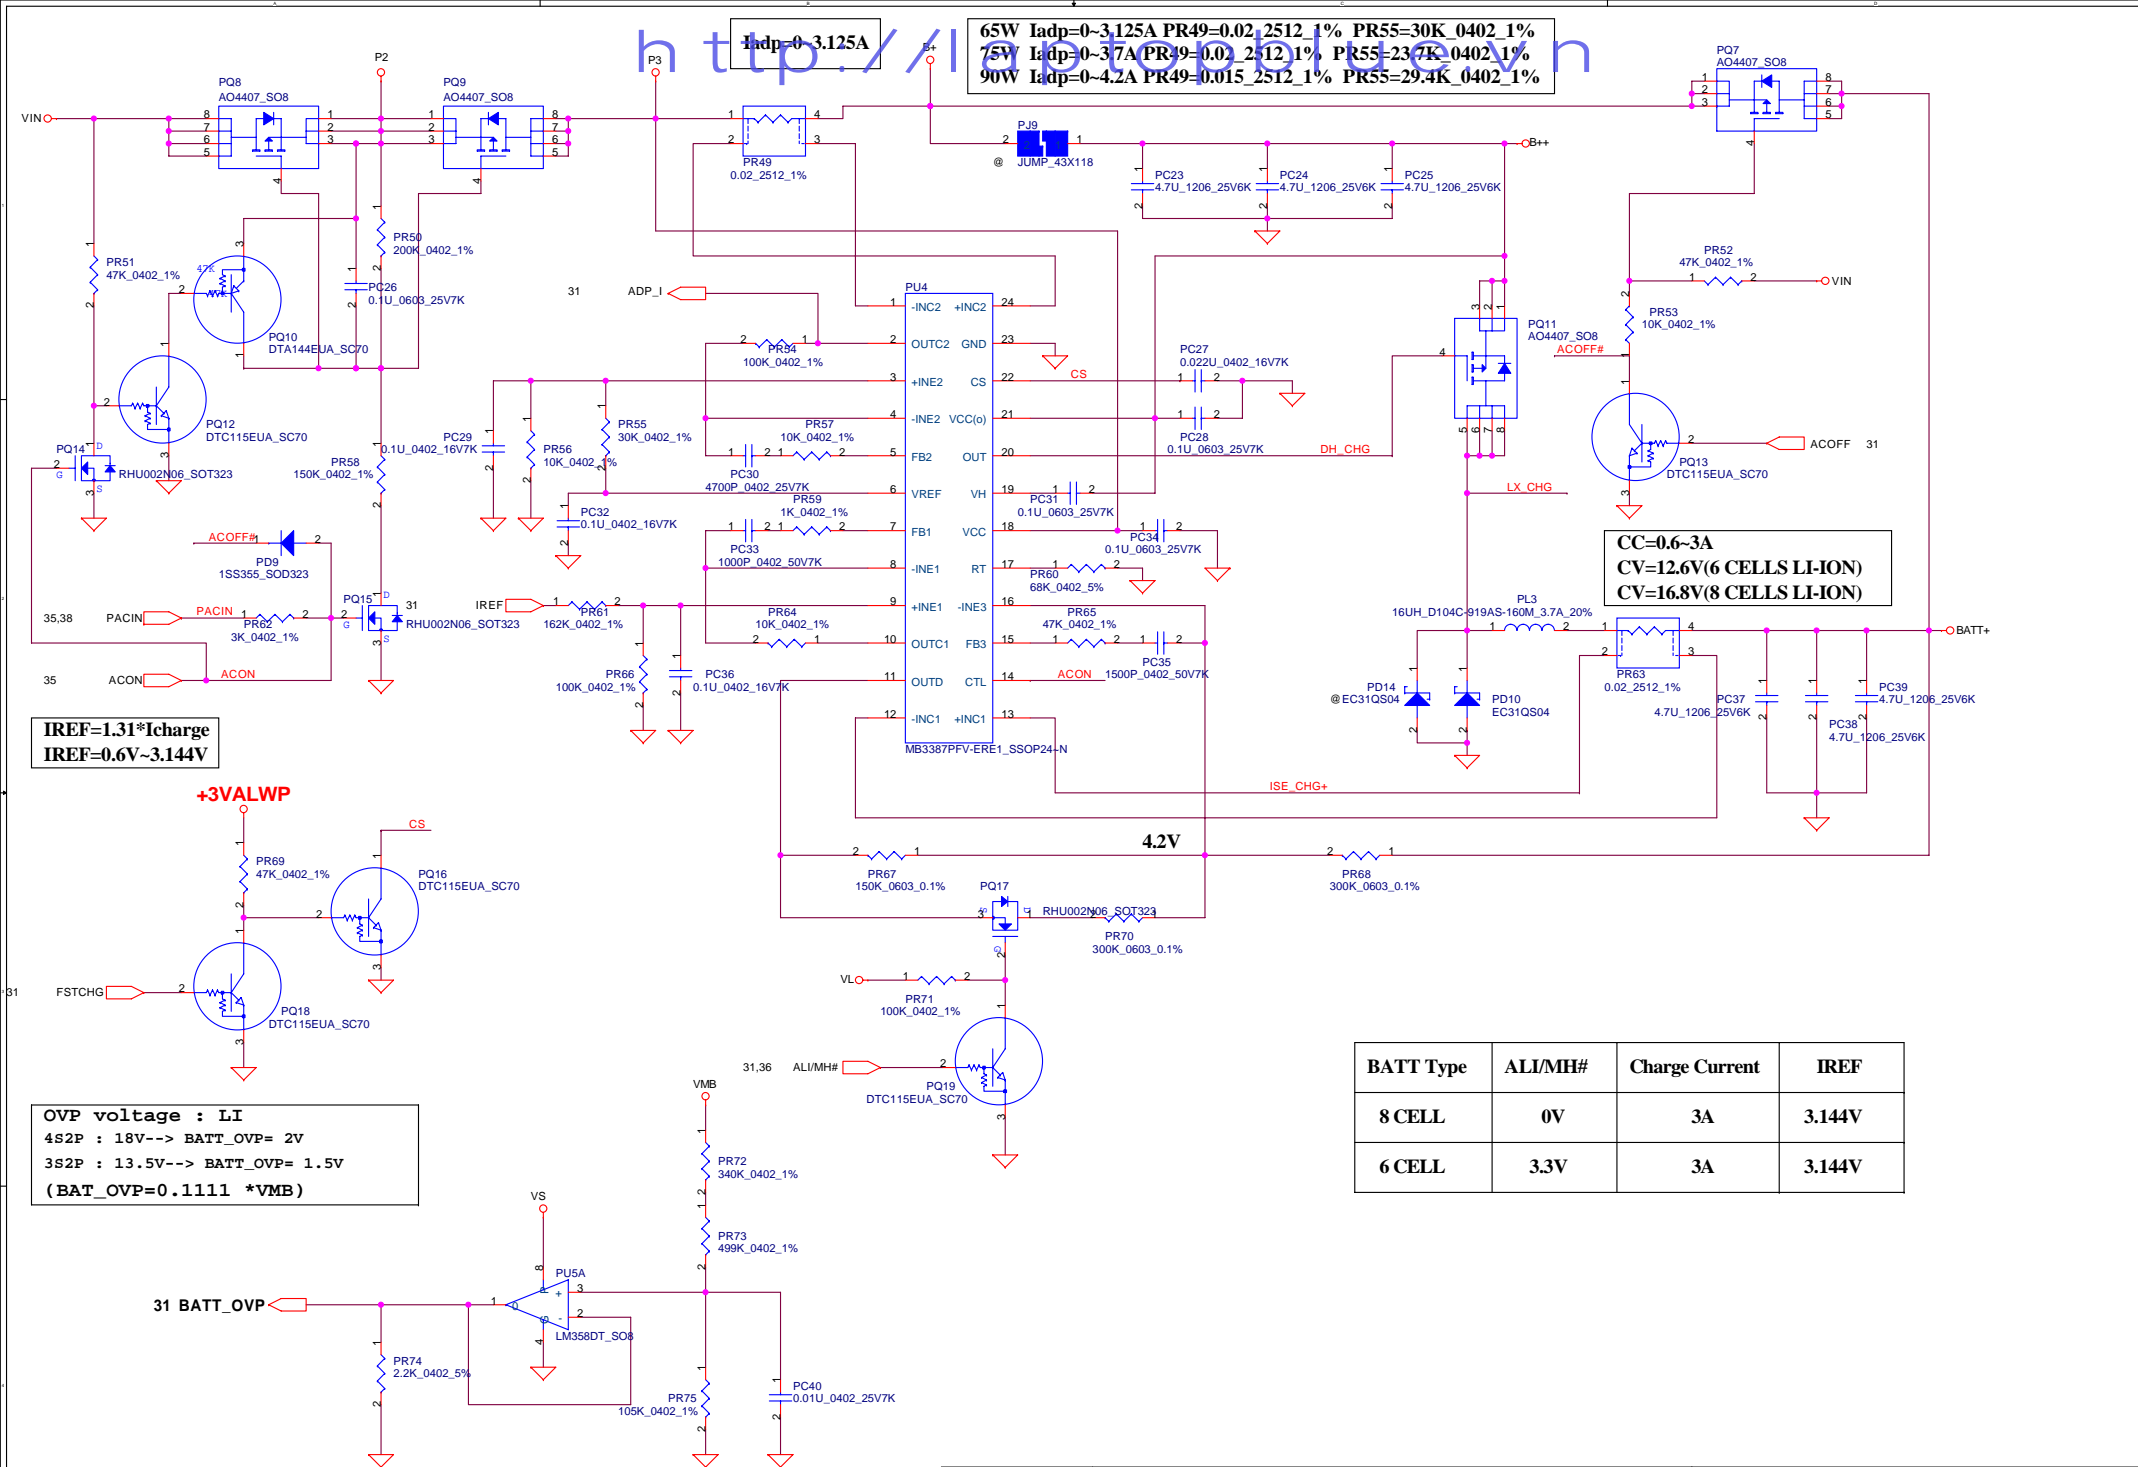 http://laptopblue.vn
Iadp=0~3.125A
65W Iadp=0~3.125A PR49=0.02_2512_1% PR55=30K_0402_1%
75W Iadp=0~3.7A PR49=0.02_2512_1% PR55=23.7K_0402_1%
90W Iadp=0~4.2A PR49=0.015_2512_1% PR55=29.4K_0402_1%
P2
P3
B+
PQ7
AO4407_SO8
PQ8
AO4407_SO8
PQ9
AO4407_SO8
VIN
PR49
0.02_2512_1%
PJ9
@ JUMP_43X118
B++
PC23
4.7U_1206_25V6K
PC24
4.7U_1206_25V6K
PC25
4.7U_1206_25V6K
PR50
200K_0402_1%
PR51
47K_0402_1%
PC26
0.1U_0603_25V7K
47K
47K
PQ10
DTA144EUA_SC70
PR52
47K_0402_1%
VIN
PR53
10K_0402_1%
31 ADP_I
PU4
-INC2 +INC2
OUTC2 GND
+INE2 CS
-INE2 VCC(o)
FB2 OUT
VREF VH
FB1 VCC
-INE1 RT
+INE1 -INE3
OUTC1 FB3
OUTD CTL
-INC1 +INC1
MB3387PFV-ERE1_SSOP24-N
PR54
100K_0402_1%
CS
PC27
0.022U_0402_16V7K
PC28
0.1U_0603_25V7K
PQ11
AO4407_SO8
ACOFF#
PQ12
DTC115EUA_SC70
PQ14
RHU002N06_SOT323
PC29
0.1U_0402_16V7K
PR56
10K_0402_1%
PR55
30K_0402_1%
PR57
10K_0402_1%
PC30
4700P_0402_25V7K
PR58
150K_0402_1%
DH_CHG
LX_CHG
PQ13
DTC115EUA_SC70
ACOFF 31
PR59
1K_0402_1%
PC31
0.1U_0603_25V7K
PC32
0.1U_0402_16V7K
PC33
1000P_0402_50V7K
PC34
0.1U_0603_25V7K
PR60
68K_0402_5%
CC=0.6~3A
CV=12.6V(6 CELLS LI-ION)
CV=16.8V(8 CELLS LI-ION)
ACOFF#
PD9
1SS355_SOD323
35,38 PACIN
PACIN
PR62
3K_0402_1%
PQ15
31
RHU002N06_SOT323
IREF
PR61
162K_0402_1%
PR64
10K_0402_1%
PR65
47K_0402_1%
PC35
1500P_0402_50V7K
PL3
16UH_D104C-919AS-160M_3.7A_20%
BATT+
PR63
0.02_2512_1%
35 ACON
ACON
PR66
100K_0402_1%
PC36
0.1U_0402_16V7K
ACON
PD14
@EC31QS04
PD10
EC31QS04
PC37
4.7U_1206_25V6K
PC38
4.7U_1206_25V6K
PC39
4.7U_1206_25V6K
IREF=1.31*Icharge
IREF=0.6V~3.144V
ISE_CHG+
+3VALWP
CS
PR69
47K_0402_1%
PQ16
DTC115EUA_SC70
4.2V
PR67
150K_0603_0.1%
PR68
300K_0603_0.1%
PQ17
RHU002N06_SOT323
PR70
300K_0603_0.1%
31 FSTCHG
PQ18
DTC115EUA_SC70
VL
PR71
100K_0402_1%
31,36 ALI/MH#
PQ19
DTC115EUA_SC70
BATT Type ALI/MH# Charge Current IREF
8 CELL 0V 3A 3.144V
6 CELL 3.3V 3A 3.144V
OVP voltage : LI
4S2P : 18V--> BATT_OVP= 2V
3S2P : 13.5V--> BATT_OVP= 1.5V
(BAT_OVP=0.1111 *VMB)
VMB
PR72
340K_0402_1%
PR73
499K_0402_1%
VS
PU5A
LM358DT_SO8
31 BATT_OVP
PR74
2.2K_0402_5%
PR75
105K_0402_1%
PC40
0.01U_0402_25V7K